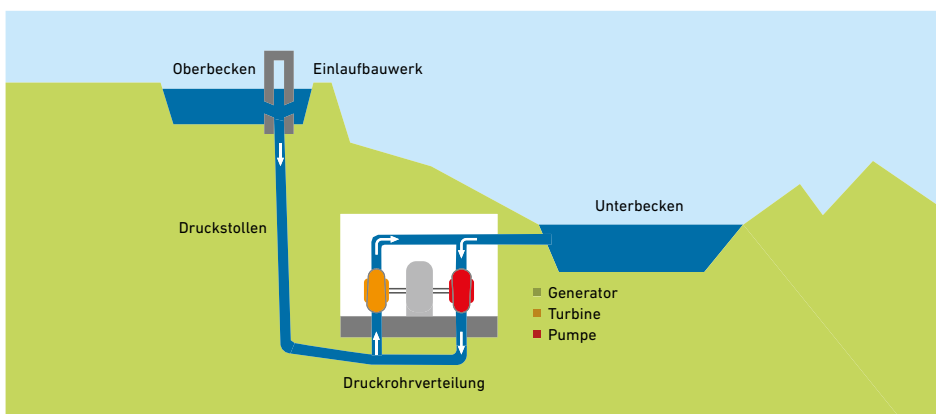 Oberbecken
Einlaufbauwerk
Druckstollen
Unterbecken
Generator
Turbine
Pumpe
Druckrohrverteilung